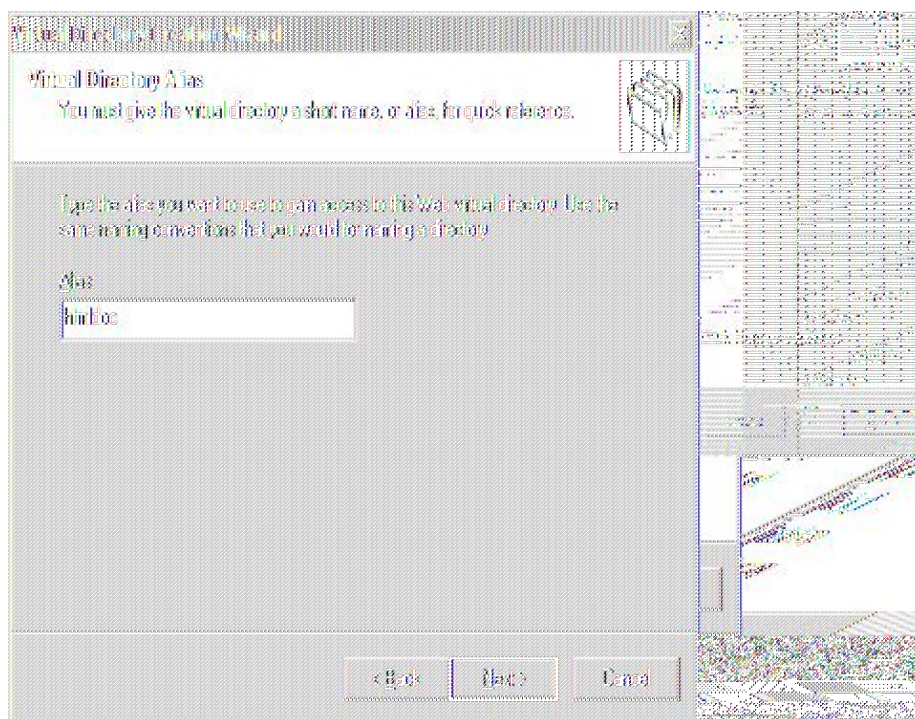 Virtual Directory Creation Wizard
Virtual Directory Alias
You must give the virtual directory a short name, or alias, for quick reference.
Type the alias you want to use to gain access to this Web virtual directory. Use the
same naming conventions that you would for naming a directory.
Alias:
< Back
Next >
Cancel